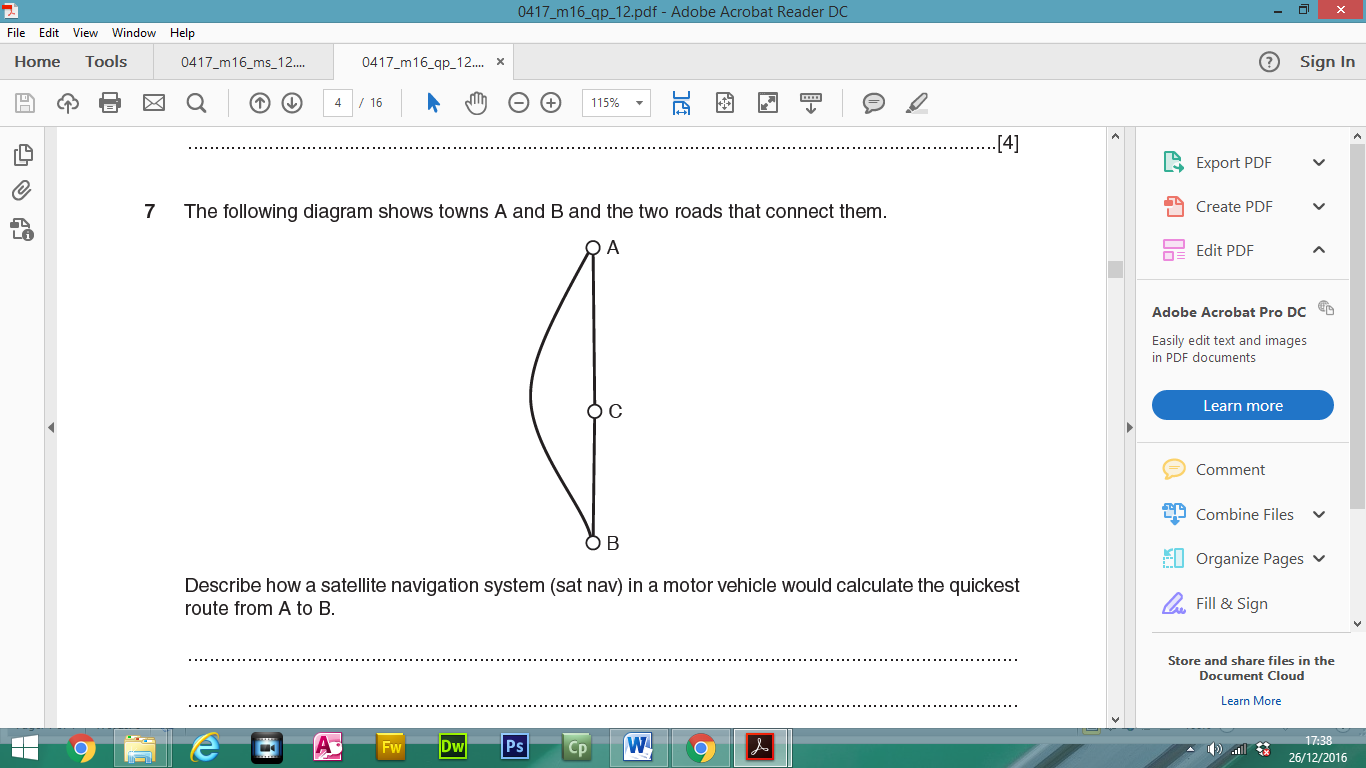 0417_m16_qp_12.pdf - Adobe Acrobat Reader DC
File Edit View Window Help
Home Tools 0417_m16_ms_12.... 0417_m16_qp_12.... × ? Sign In
4 / 16 115%
[4]
7 The following diagram shows towns A and B and the two roads that connect them.
A
C
B
Describe how a satellite navigation system (sat nav) in a motor vehicle would calculate the quickest
route from A to B.
Export PDF
Create PDF
Edit PDF
Adobe Acrobat Pro DC
Easily edit text and images
in PDF documents
Learn more
Comment
Combine Files
Organize Pages
Fill & Sign
Store and share files in the
Document Cloud
Learn More
Fw Dw Ps Cp
17:38
26/12/2016